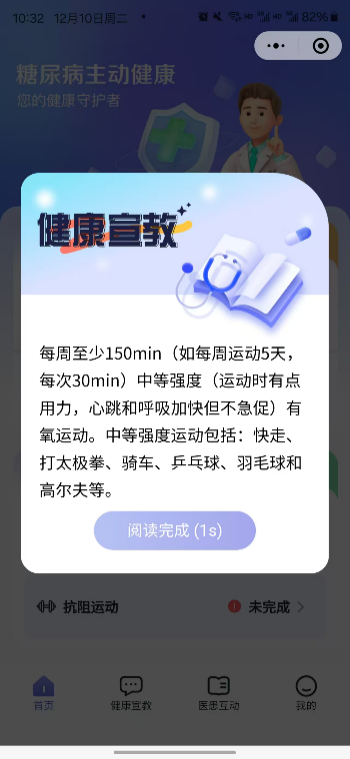 10:32 12月10日周二
82%
糖尿病主动健康
您的健康守护者
健康宣教
每周至少150min（如每周运动5天，
每次30min）中等强度（运动时有点
用力，心跳和呼吸加快但不急促）有
氧运动。中等强度运动包括：快走、
打太极拳、骑车、乒乓球、羽毛球和
高尔夫等。
阅读完成 (1s)
抗阻运动 未完成
首页 健康宣教 医患互动 我的